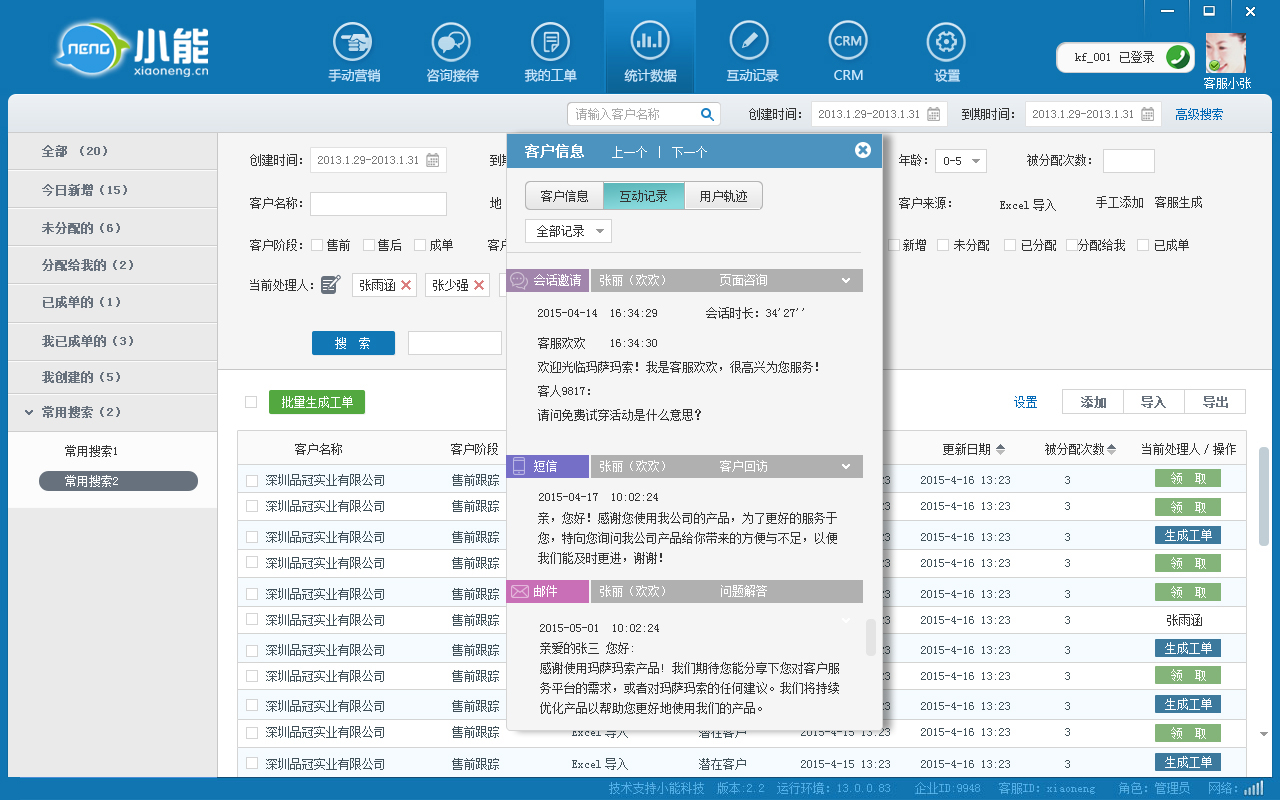 NENG 小能
xiaoneng.cn
手动营销 咨询接待 我的工单 统计数据 互动记录 CRM 设置
CRM
kf_001 已登录
客服小张
请输入客户名称 创建时间: 2013.1.29-2013.1.31 到期时间: 2013.1.29-2013.1.31 高级搜索
全部 (20)
今日新增 (15)
未分配的 (6)
分配给我的 (2)
已成单的 (1)
我已成单的 (3)
我创建的 (5)
常用搜索 (2)
常用搜索1
常用搜索2
创建时间: 2013.1.29-2013.1.31 到 年龄: 0-5 被分配次数:
客户名称: 地 客户来源: Excel 导入 手工添加 客服生成
客户阶段: 售前 售后 成单 客户 新增 未分配 已分配 分配给我 已成单
当前处理人: 张雨涵 张少强
搜 索
批量生成工单 设置 添加 导入 导出
客户信息 上一个 | 下一个
客户信息 互动记录 用户轨迹
全部记录
会话邀请 张丽（欢欢） 页面咨询
2015-04-14 16:34:29 会话时长: 34'27''
客服欢欢 16:34:30
欢迎光临玛萨玛索！我是客服欢欢，很高兴为您服务！
客人9817:
请问免费试穿活动是什么意思?
短信 张丽（欢欢） 客户回访
2015-04-17 10:02:24
亲，您好！感谢您使用我公司的产品，为了更好的服务于
您，特向您询问我公司产品给你带来的方便与不足，以便
我们能及时更进，谢谢！
邮件 张丽（欢欢） 问题解答
2015-05-01 10:02:24
亲爱的张三 您好:
感谢使用玛萨玛索产品！我们期待您能分享下您对客户服
务平台的需求，或者对玛萨玛索的任何建议。我们将持续
优化产品以帮助您更好地使用我们的产品。
客户名称 客户阶段 更新日期 被分配次数 当前处理人 / 操作
深圳品冠实业有限公司 售前跟踪 23 2015-4-16 13:23 3 领 取
深圳品冠实业有限公司 售前跟踪 23 2015-4-16 13:23 3 领 取
深圳品冠实业有限公司 售前跟踪 23 2015-4-16 13:23 3 生成工单
深圳品冠实业有限公司 售前跟踪 23 2015-4-16 13:23 3 领 取
深圳品冠实业有限公司 售前跟踪 23 2015-4-16 13:23 3 领 取
深圳品冠实业有限公司 售前跟踪 23 2015-4-16 13:23 3 张雨涵
深圳品冠实业有限公司 售前跟踪 23 2015-4-16 13:23 3 生成工单
深圳品冠实业有限公司 售前跟踪 23 2015-4-16 13:23 3 领 取
深圳品冠实业有限公司 售前跟踪 23 2015-4-16 13:23 3 生成工单
深圳品冠实业有限公司 售前跟踪 Excel 导入 潜在客户 2015-4-15 13:23 2015-4-16 13:23 3 领 取
深圳品冠实业有限公司 售前跟踪 Excel 导入 潜在客户 2015-4-15 13:23 2015-4-16 13:23 3 生成工单
技术支持小能科技 版本:2.2 运行环境: 13.0.0.83 企业ID:9948 客服ID: xiaoneng 角色: 管理员 网络: